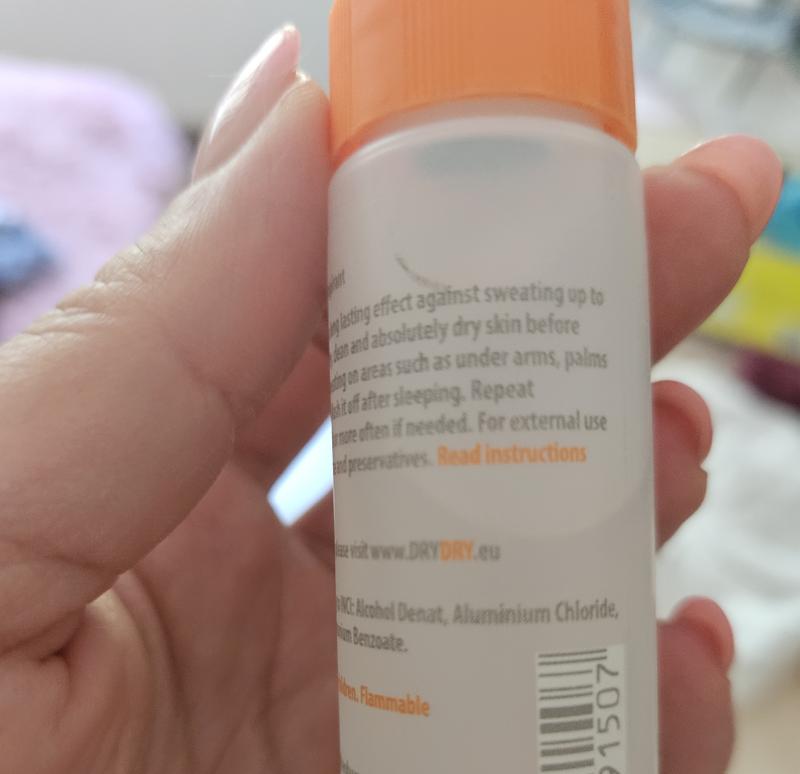 lasting effect against sweating up to
clean and absolutely dry skin before
on areas such as under arms, palms
it off after sleeping. Repeat
more often if needed. For external use
and preservatives. Read instructions
visit www.DRYDRY.eu
INCI: Alcohol Denat, Aluminium Chloride,
Benzoate.
Flammable
91507